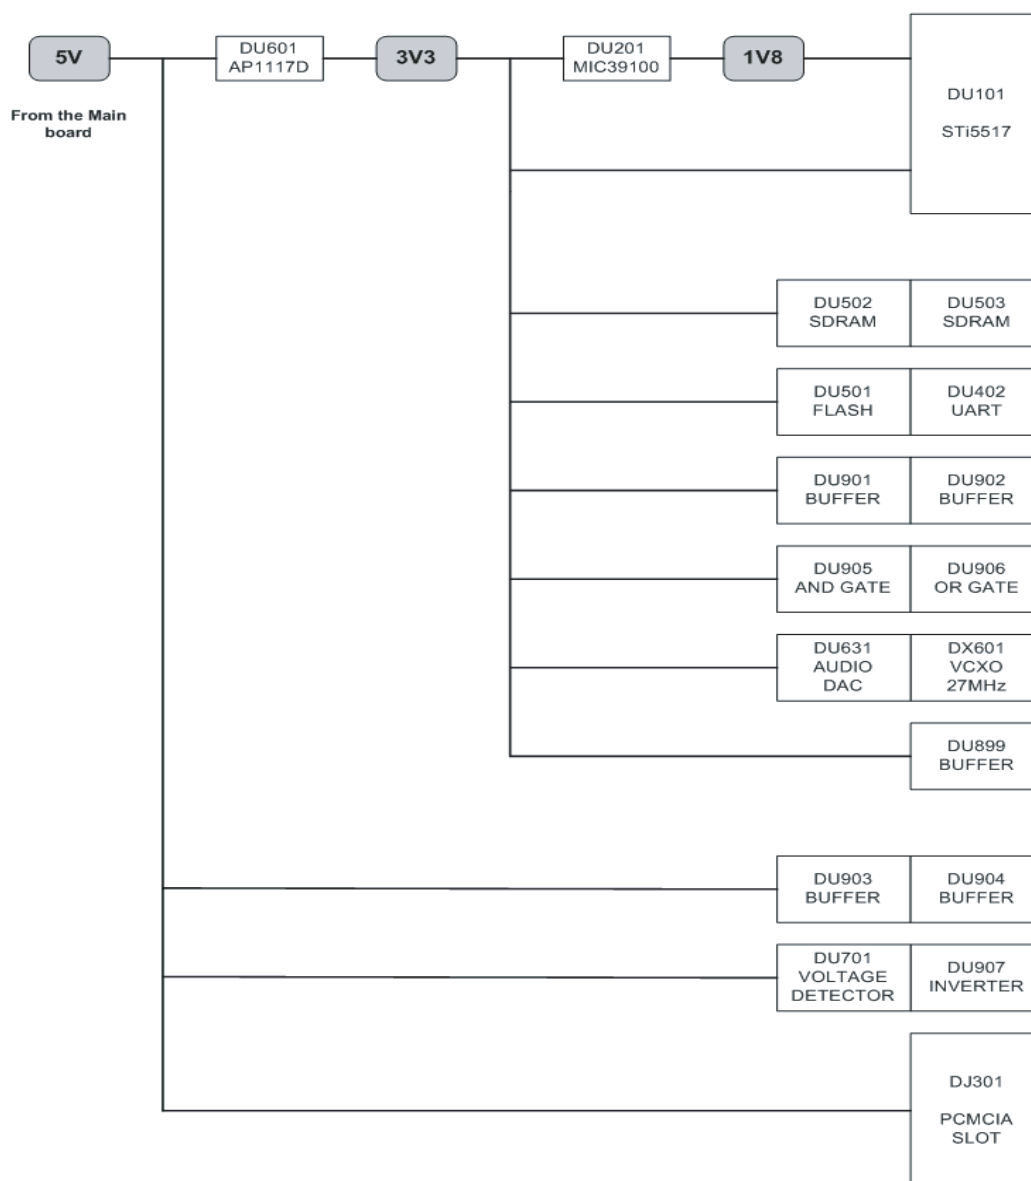 5V
DU601
AP1117D
3V3
DU201
MIC39100
1V8
DU101
STi5517
From the Main
board
DU502
SDRAM
DU503
SDRAM
DU501
FLASH
DU402
UART
DU901
BUFFER
DU902
BUFFER
DU905
AND GATE
DU906
OR GATE
DU631
AUDIO
DAC
DX601
VCXO
27MHz
DU899
BUFFER
DU903
BUFFER
DU904
BUFFER
DU701
VOLTAGE
DETECTOR
DU907
INVERTER
DJ301
PCMCIA
SLOT